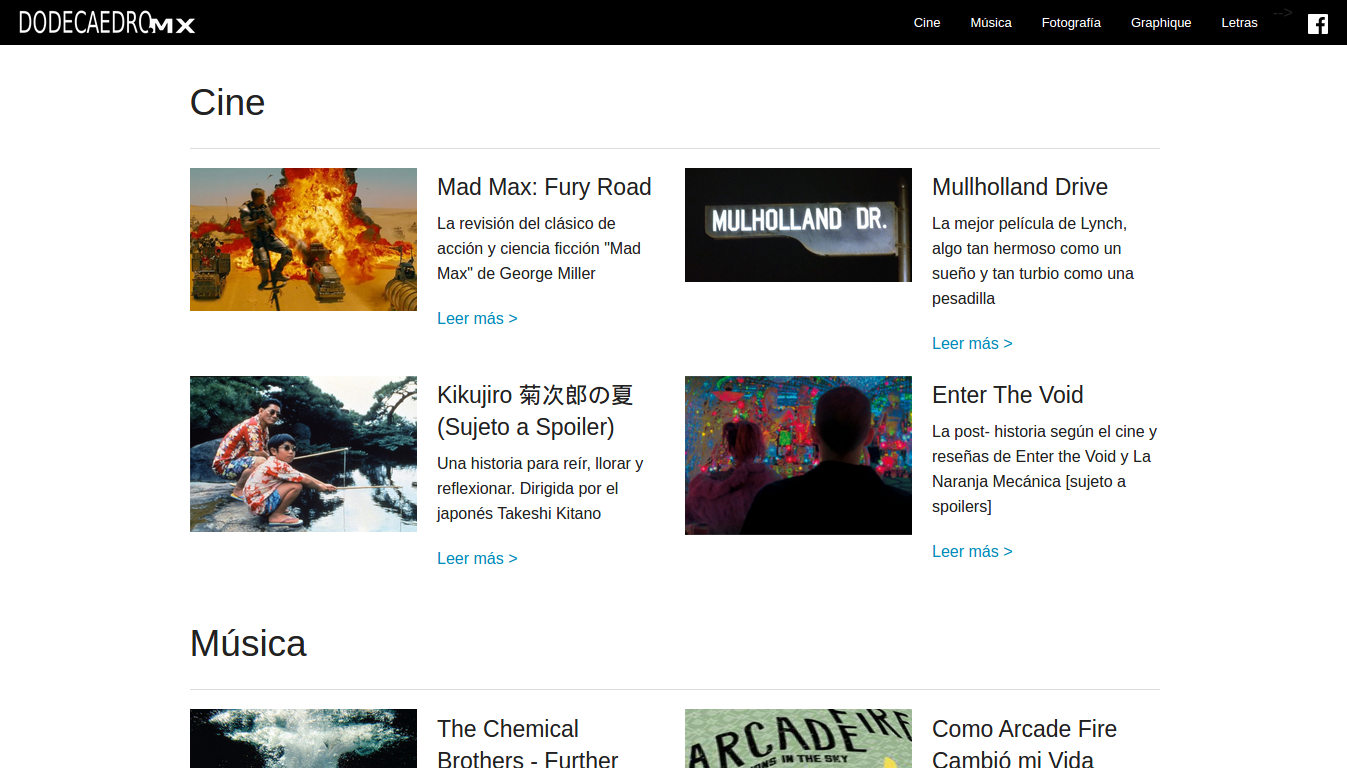 DODECAEDROMX
Cine
Música
Fotografía
Graphique
Letras
-->
Cine
MULHOLLAND DR.
Mad Max: Fury Road
La revisión del clásico de
acción y ciencia ficción "Mad
Max" de George Miller
Leer más >
Mullholland Drive
La mejor película de Lynch,
algo tan hermoso como un
sueño y tan turbio como una
pesadilla
Leer más >
Kikujiro 菊次郎の夏
(Sujeto a Spoiler)
Una historia para reír, llorar y
reflexionar. Dirigida por el
japonés Takeshi Kitano
Leer más >
Enter The Void
La post- historia según el cine y
reseñas de Enter the Void y La
Naranja Mecánica [sujeto a
spoilers]
Leer más >
Música
The Chemical
Brothers - Further
ARCADE FIRE
IN THE SKY
Como Arcade Fire
Cambió mi Vida